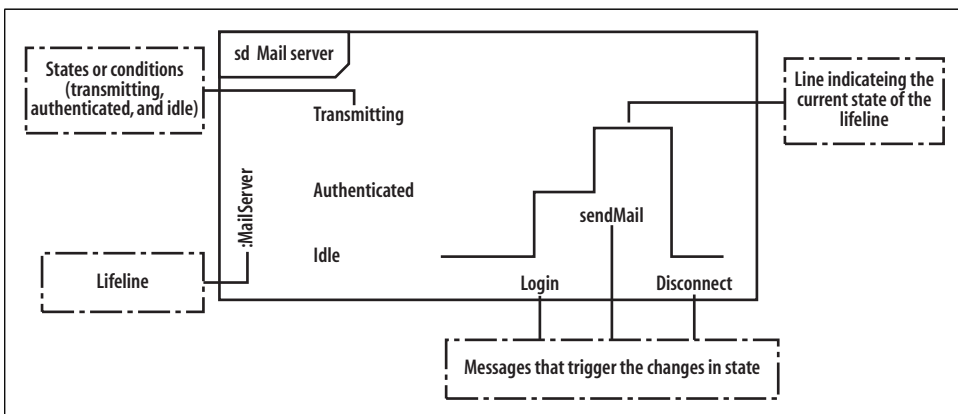 sd Mail server
States or conditions
(transmitting,
authenticated, and idle)
Line indicateing the
current state of the
lifeline
Transmitting
Authenticated
:MailServer
sendMail
Idle
Lifeline
Login
Disconnect
Messages that trigger the changes in state